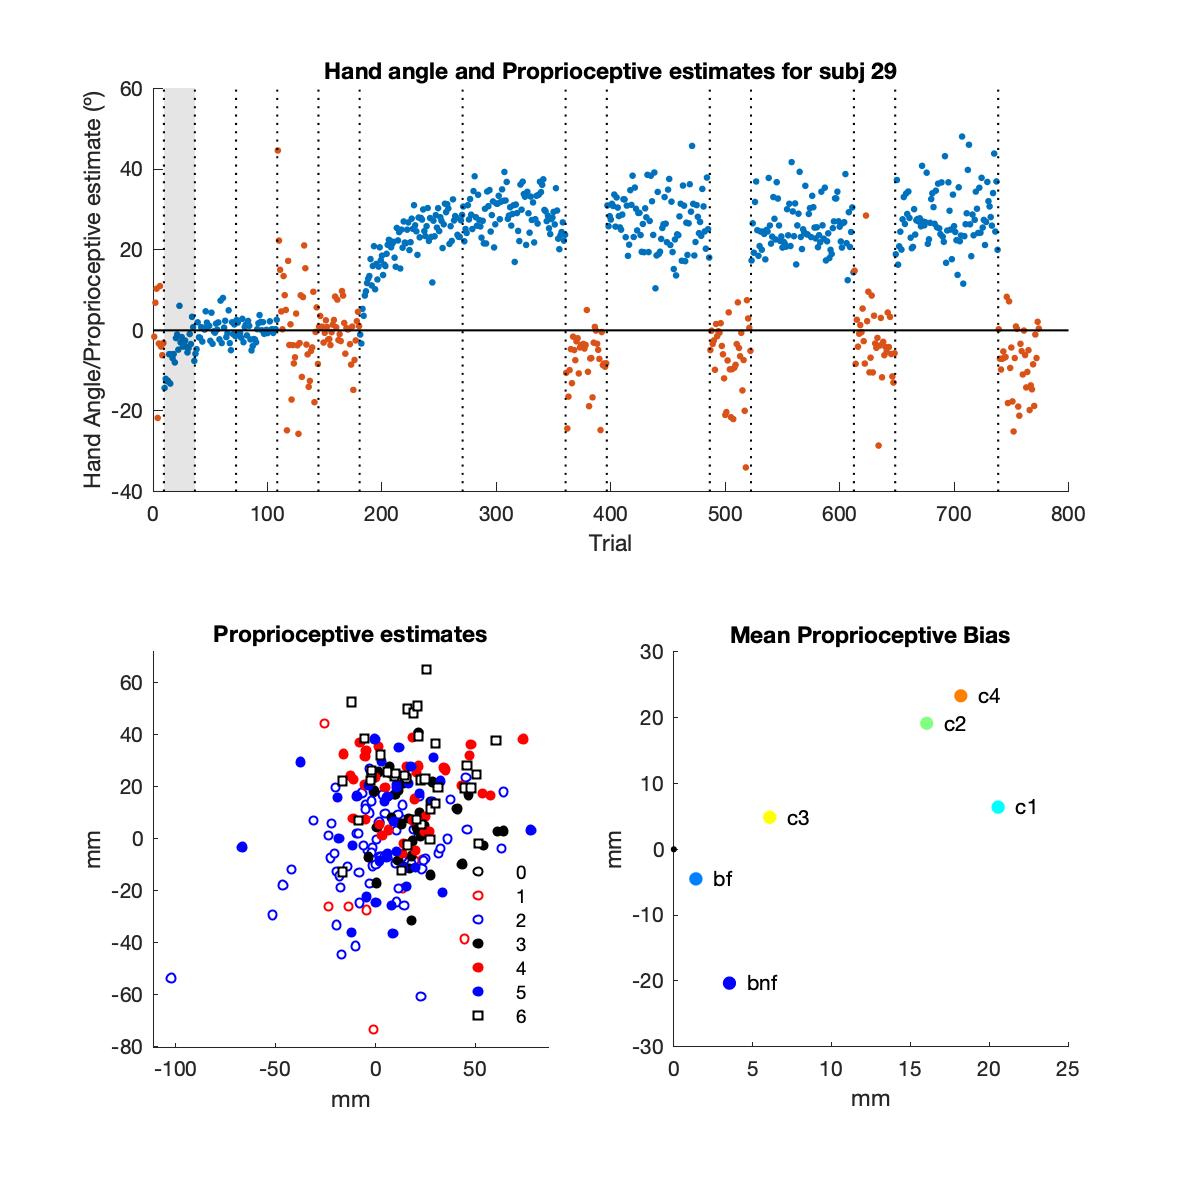 Hand angle and Proprioceptive estimates for subj 29
Hand Angle/Proprioceptive estimate (º)
60
40
20
0
-20
-40
0 100 200 300 400 500 600 700 800
Trial
Proprioceptive estimates
mm
60
40
20
0
-20
-40
-60
-80
0
1
2
3
4
5
6
-100 -50 0 50
mm
Mean Proprioceptive Bias
mm
30
20
10
0
-10
-20
-30
c4
c2
c1
c3
bf
bnf
0 5 10 15 20 25
mm